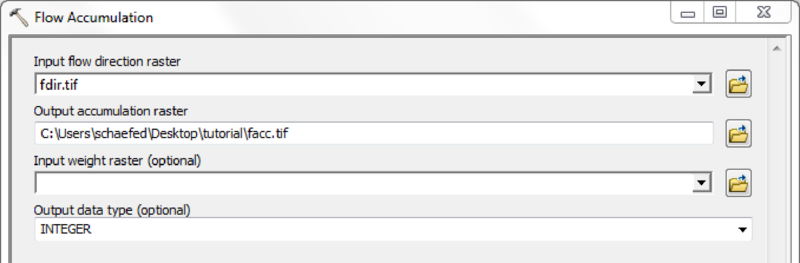 Flow Accumulation
Input flow direction raster
fdir.tif
Output accumulation raster
C:\Users\schaefed\Desktop\tutorial\facc.tif
Input weight raster (optional)
Output data type (optional)
INTEGER